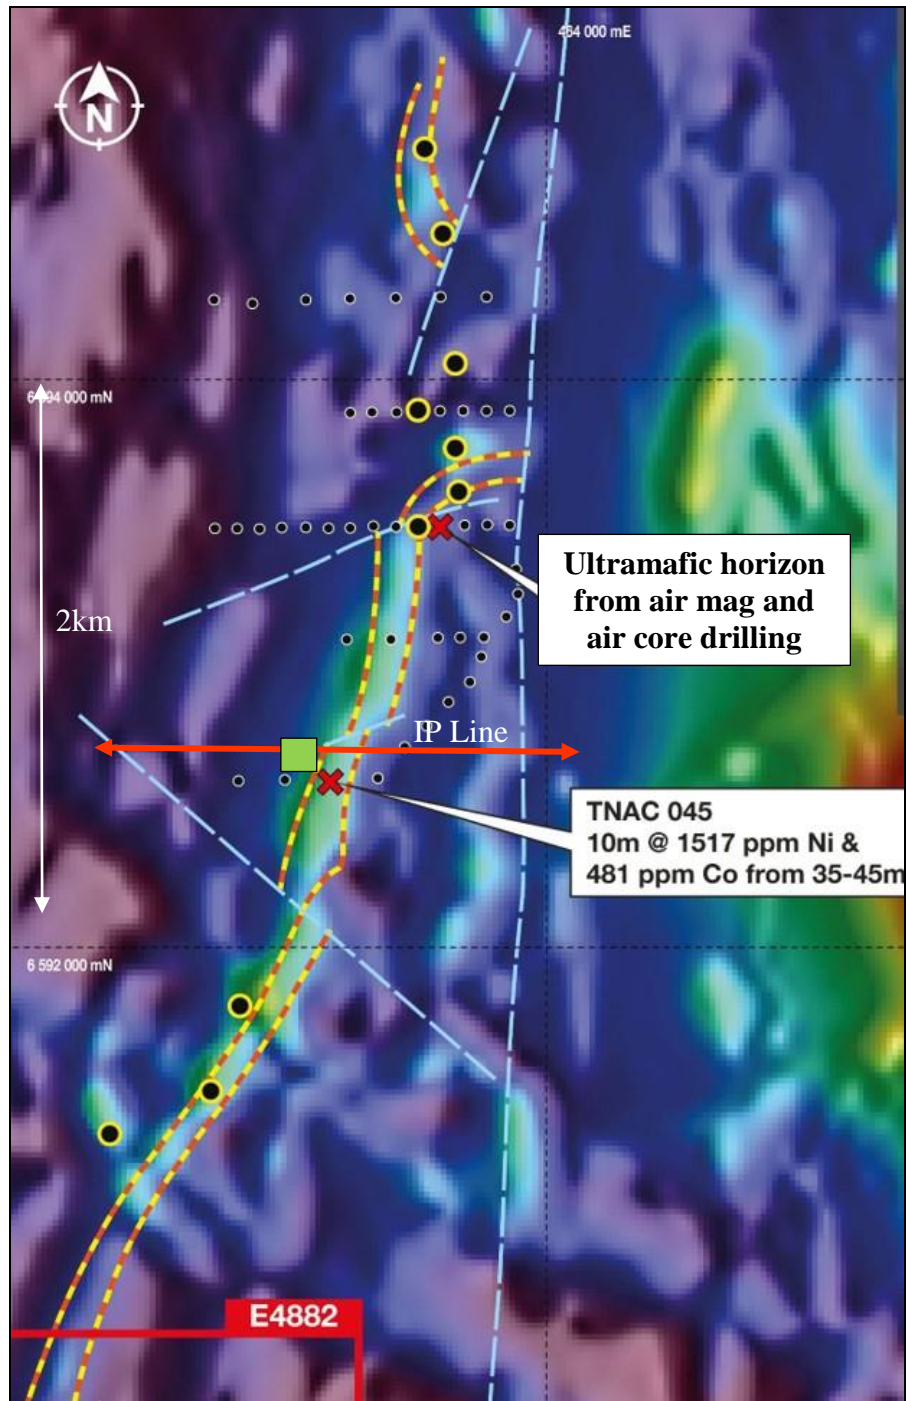 464 000 mE
N
6 594 000 mN
Ultramafic horizon
from air mag and
air core drilling
2km
IP Line
TNAC 045
10m @ 1517 ppm Ni &
481 ppm Co from 35-45m
6 592 000 mN
E4882